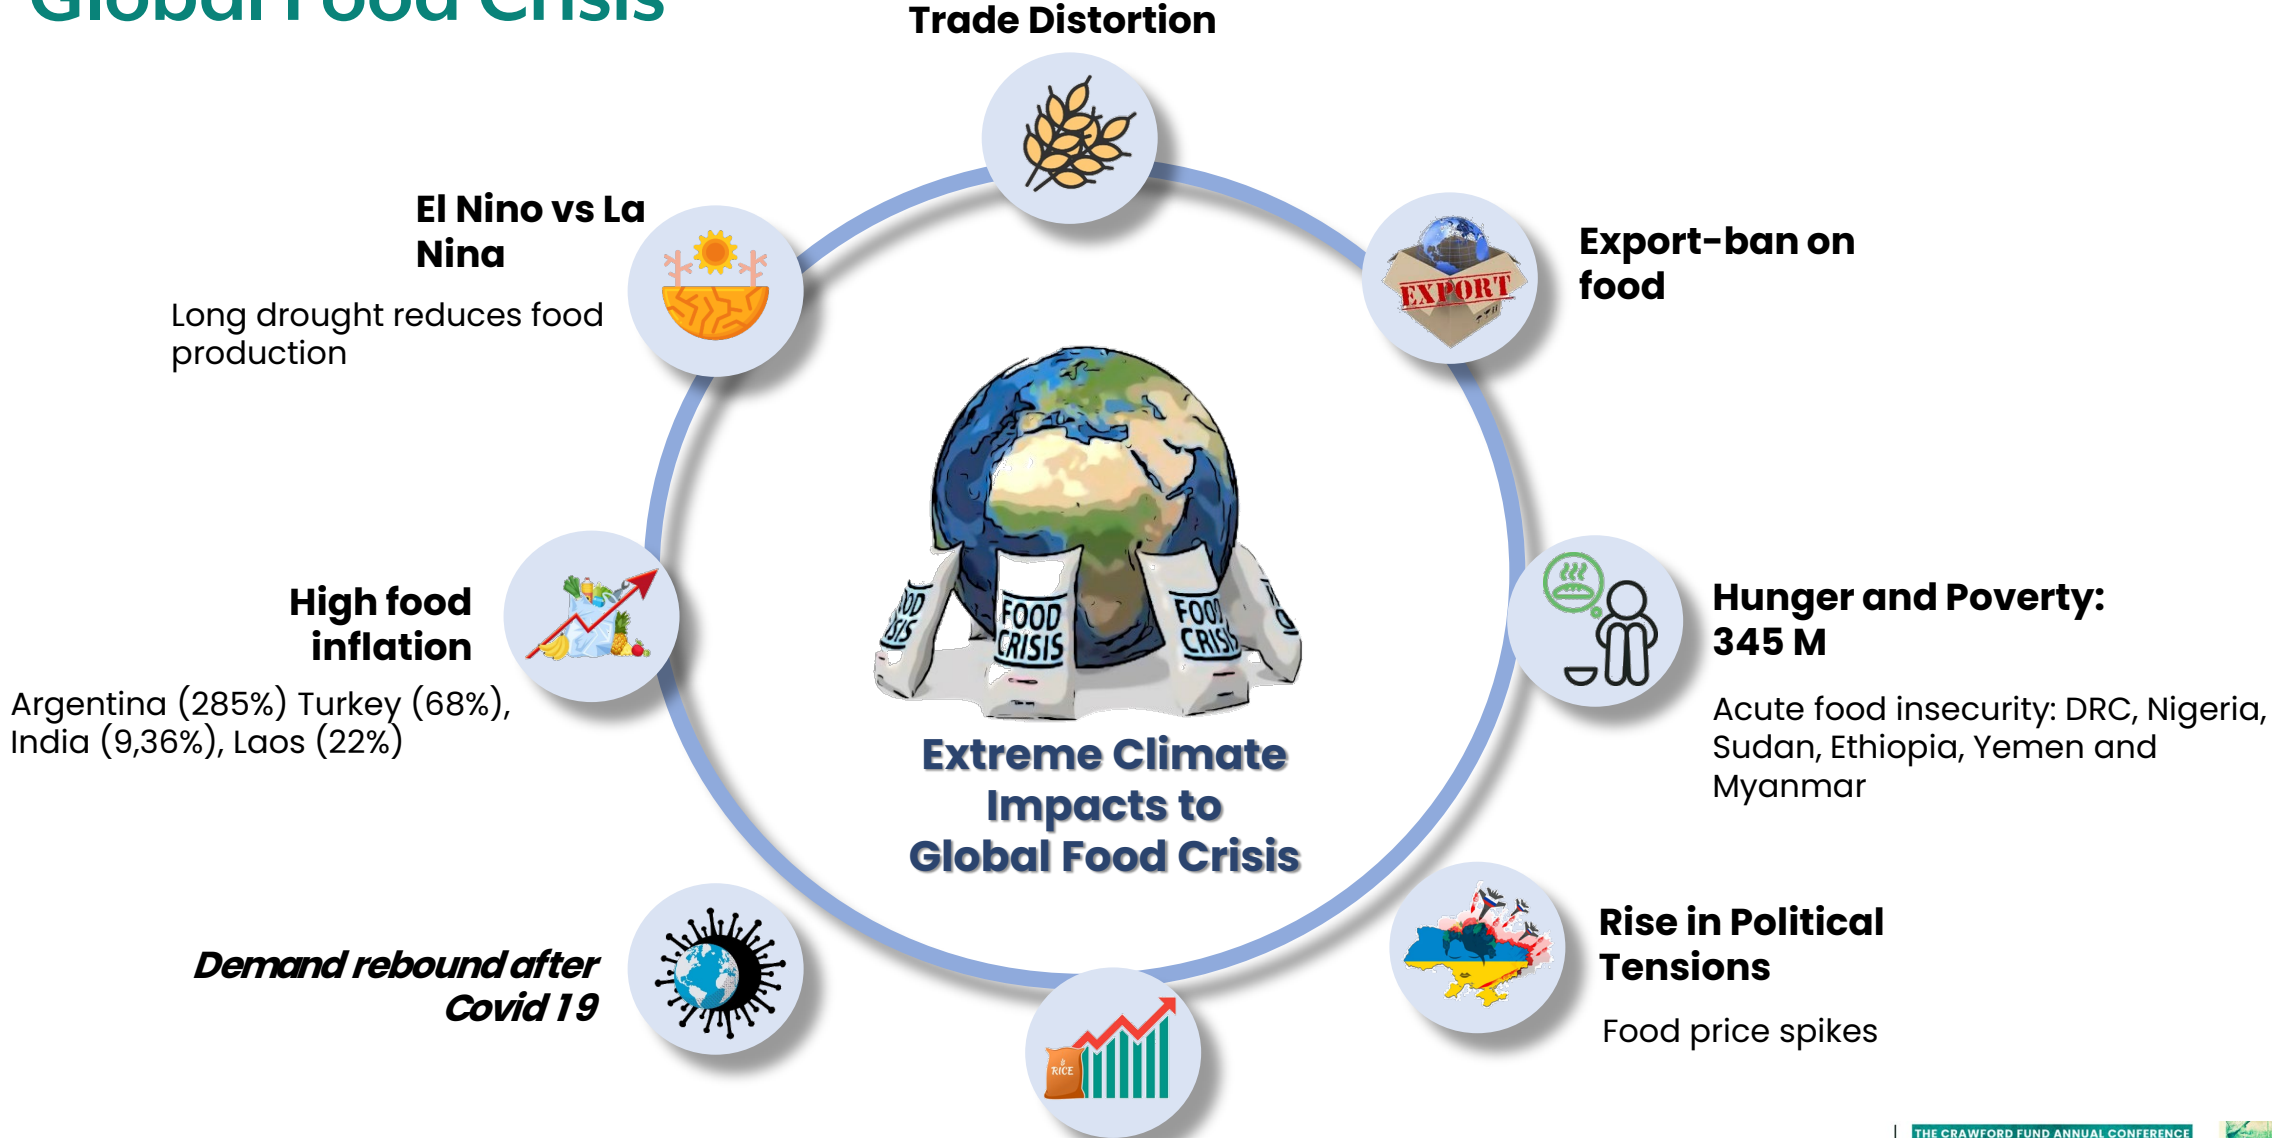 Global Food Crisis
Trade Distortion
El Nino vs La
Nina
Long drought reduces food
production
EXPORT
Export-ban on
food
High food
inflation
Argentina (285%) Turkey (68%),
India (9,36%), Laos (22%)
FOOD
CRISIS
FOOD
CRISIS
Extreme Climate
Impacts to
Global Food Crisis
Hunger and Poverty:
345 M
Acute food insecurity: DRC, Nigeria,
Sudan, Ethiopia, Yemen and
Myanmar
Demand rebound after
Covid 19
RICE
Rise in Political
Tensions
Food price spikes
THE CRAWFORD FUND ANNUAL CONFERENCE